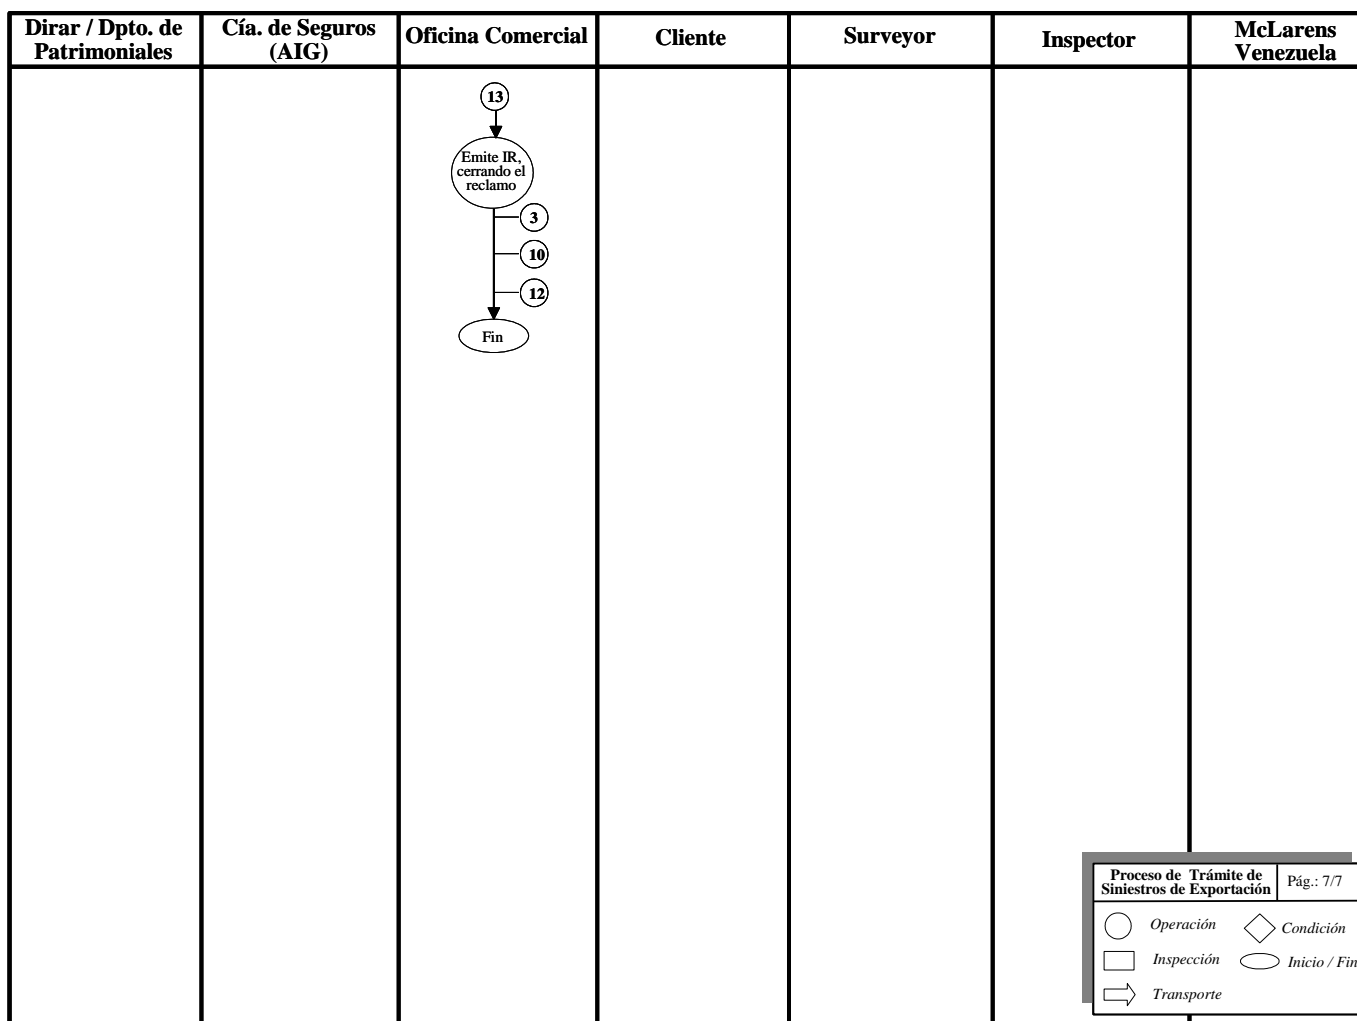 Dirar / Dpto. de
Patrimoniales
Cía. de Seguros
(AIG)
Oficina Comercial
Cliente
Surveyor
Inspector
McLarens
Venezuela
13
Emite IR,
cerrando el
reclamo
3
10
12
Fin
Proceso de Trámite de
Siniestros de Exportación
Pág.: 7/7
Operación
Condición
Inspección
Inicio / Fin
Transporte